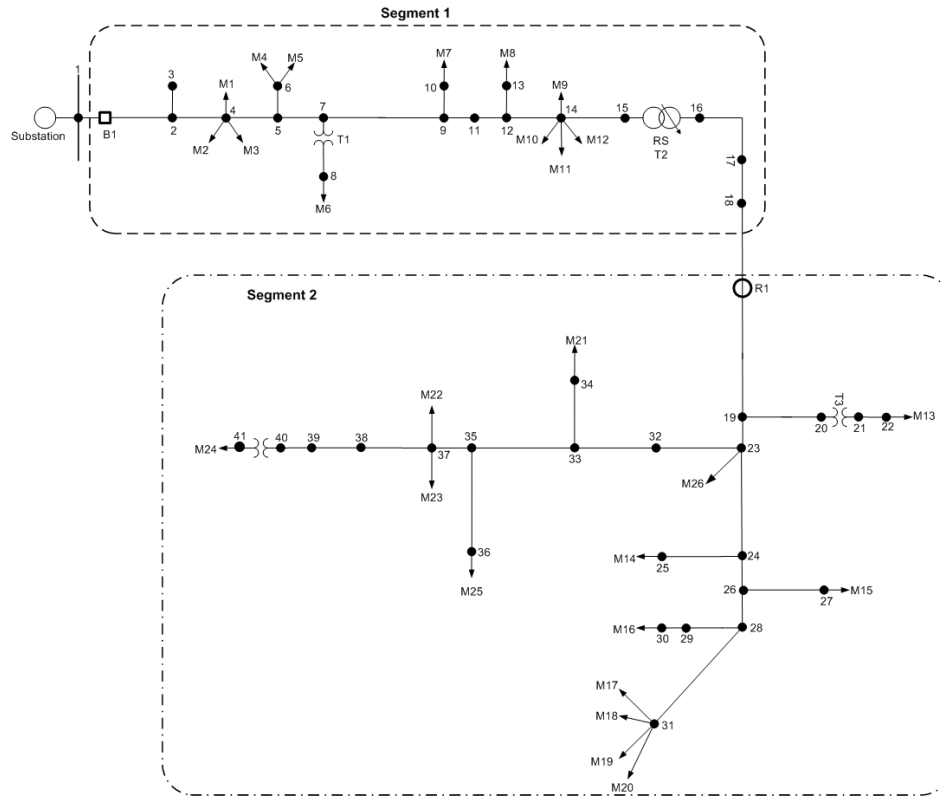 Segment 1
M4 M5 M7 M8
1 3 M1 6 10 13 M9
4 7 14 15 16
Substation B1 2 5 9 11 12
M2 M3 T1 M10 M12 RS
T2
M11
8
M6
17
18
Segment 2
R1
M21
34
M22
T3
19 20 21 22 M13
41 40 39 38 35 32
M24 37 33 23
M23 M26
36
M25
M14 25 24
26 27 M15
M16 30 29 28
M17
M18 31
M19
M20